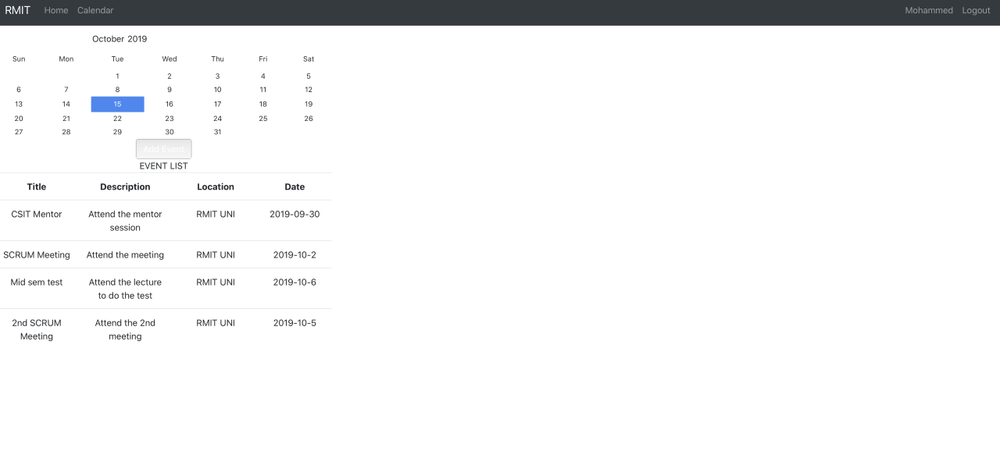 RMIT Home Calendar Mohammed Logout
October 2019
Sun Mon Tue Wed Thu Fri Sat
1 2 3 4 5
6 7 8 9 10 11 12
13 14 15 16 17 18 19
20 21 22 23 24 25 26
27 28 29 30 31
Add Event
EVENT LIST
Title Description Location Date
CSIT Mentor Attend the mentor RMIT UNI 2019-09-30
session
SCRUM Meeting Attend the meeting RMIT UNI 2019-10-2
Mid sem test Attend the lecture RMIT UNI 2019-10-6
to do the test
2nd SCRUM Attend the 2nd RMIT UNI 2019-10-5
Meeting meeting